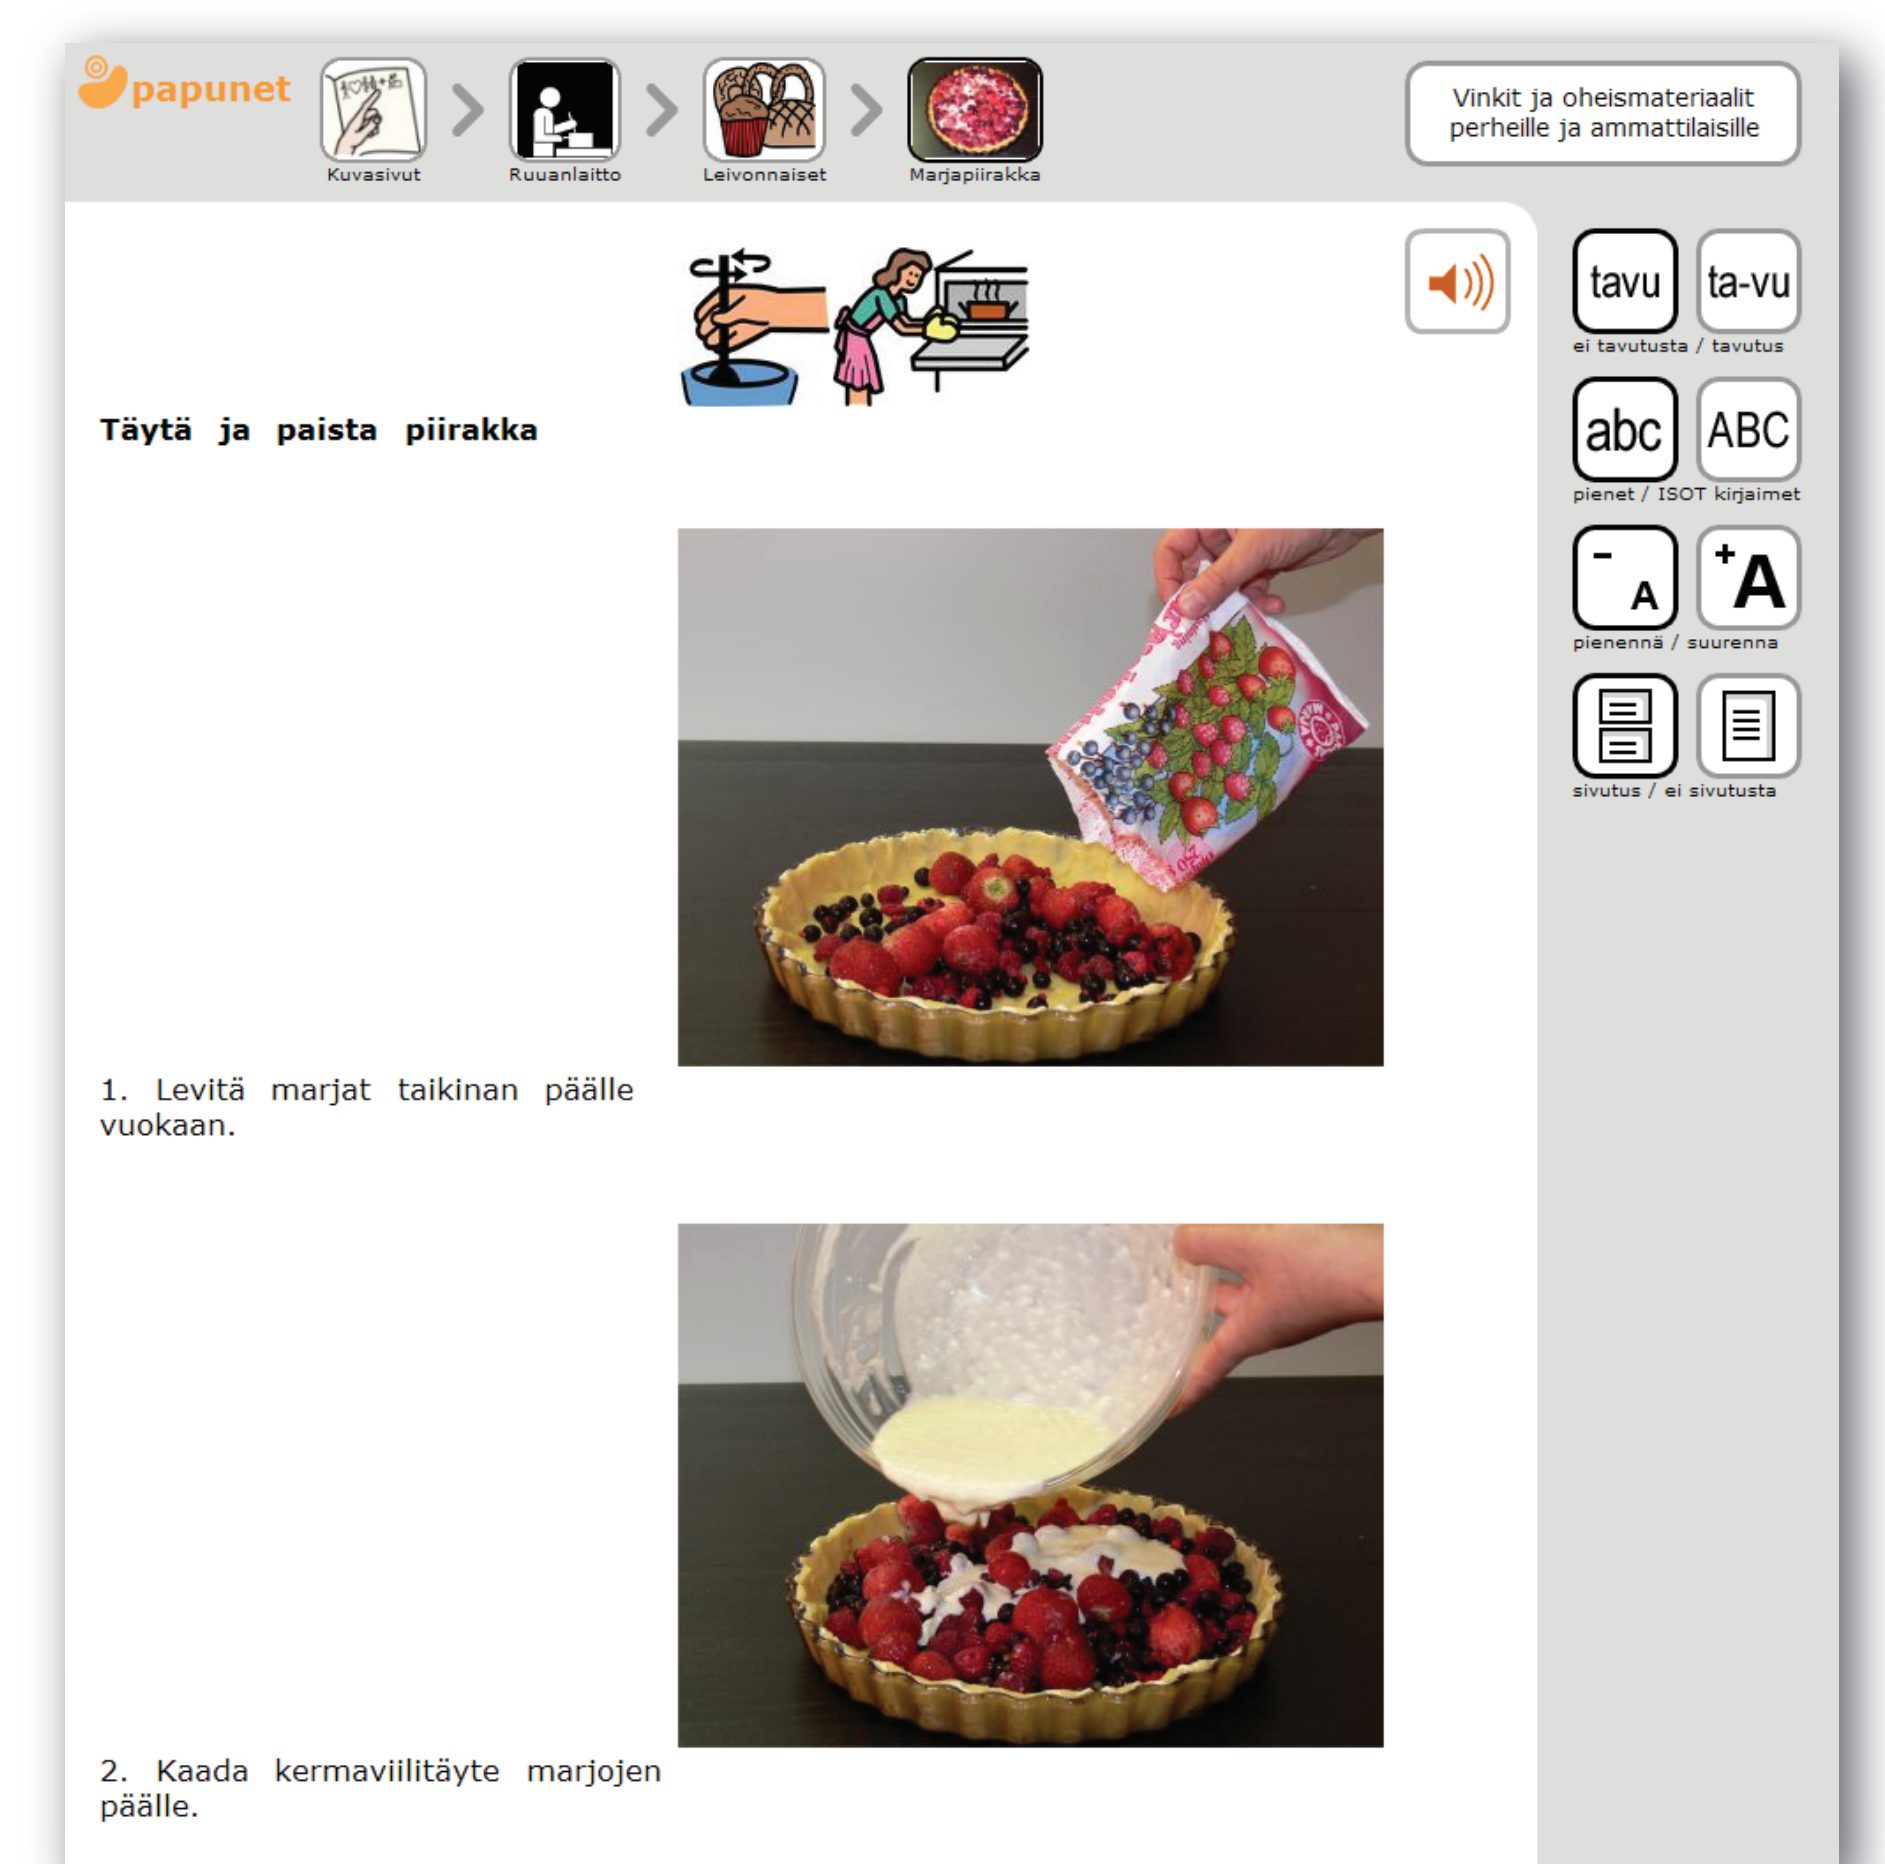 papunet
Kuvasivut
Ruuanlaitto
Leivonnaiset
Marjapiirakka
Vinkit ja oheismateriaalit
perheille ja ammattilaisille
tavu
ta-vu
ei tavutusta / tavutus
Täytä ja paista piirakka
abc
ABC
pienet / ISOT kirjaimet
- A
+A
pienennä / suurenna
sivutus / ei sivutusta
1. Levitä marjat taikinan päälle
vuokaan.
2. Kaada kermaviilitäyte marjojen
päälle.